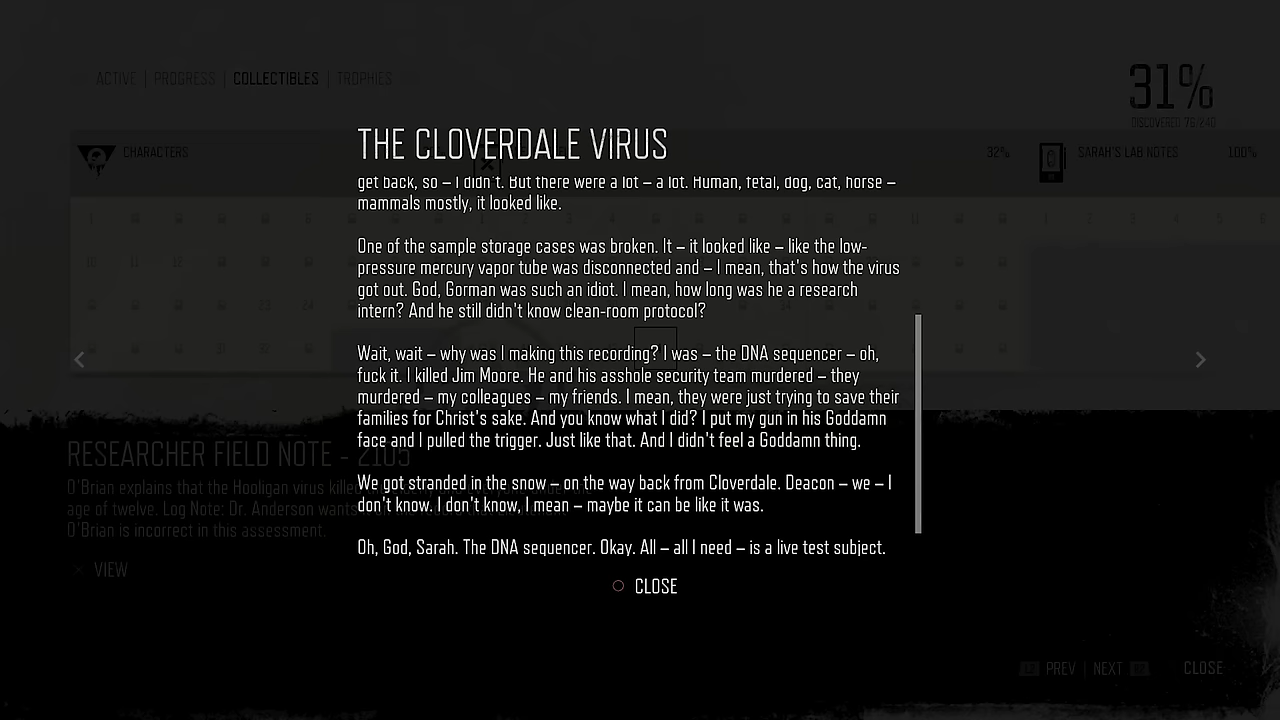 ACTIVE | PROGRESS | COLLECTIBLES | TROPHIES
31%
DISCOVERED 76/240
CHARACTERS
32%
SARAH'S LAB NOTES
100%
THE CLOVERDALE VIRUS
get back, so – I didn't. But there were a lot – a lot. Human, fetal, dog, cat, horse –
mammals mostly, it looked like.
One of the sample storage cases was broken. It – it looked like – like the low-
pressure mercury vapor tube was disconnected and – I mean, that's how the virus
got out. God, Gorman was such an idiot. I mean, how long was he a research
intern? And he still didn't know clean-room protocol?
Wait, wait – why was I making this recording? I was – the DNA sequencer – oh,
fuck it. I killed Jim Moore. He and his asshole security team murdered – they
murdered – my colleagues – my friends. I mean, they were just trying to save their
families for Christ's sake. And you know what I did? I put my gun in his Goddamn
face and I pulled the trigger. Just like that. And I didn't feel a Goddamn thing.
We got stranded in the snow – on the way back from Cloverdale. Deacon – we – I
don't know. I don't know, I mean – maybe it can be like it was.
Oh, God, Sarah. The DNA sequencer. Okay. All – all I need – is a live test subject.
CLOSE
RESEARCHER FIELD NOTE - 2105
O'Brian explains that the Hooligan virus killed
age of twelve. Log Note: Dr. Anderson wants
O'Brian is incorrect in this assessment.
VIEW
PREV | NEXT
CLOSE